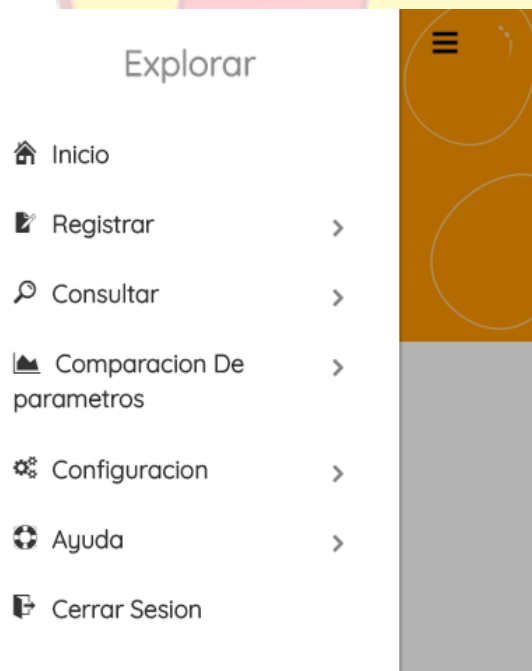 Explorar
Inicio
Registrar
Consultar
Comparacion De
parametros
Configuracion
Ayuda
Cerrar Sesion